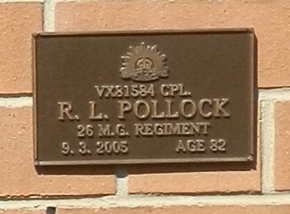 VX81584 CPL.
R. L. POLLOCK
26 M.G. REGIMENT
9. 3. 2005 AGE 82